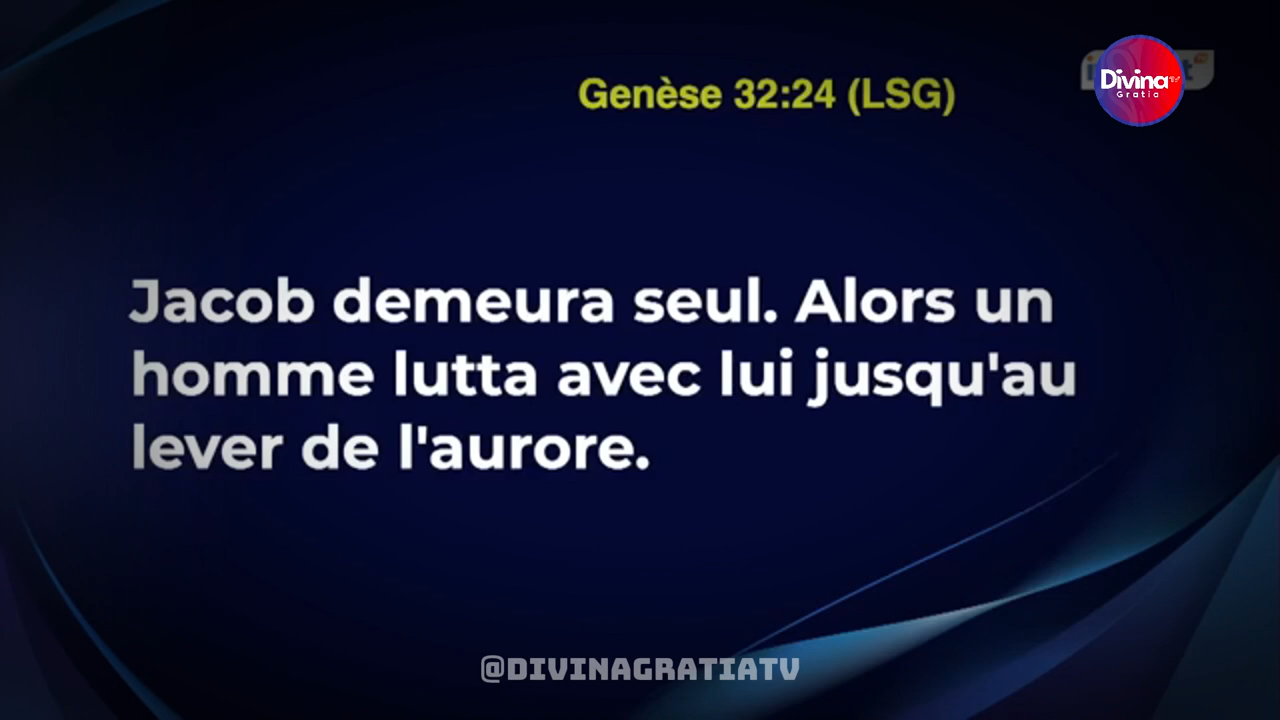 Genèse 32:24 (LSG)
Divina
Gratia
Jacob demeura seul. Alors un
homme lutta avec lui jusqu'au
lever de l'aurore.
@DIVINAGRATIATV